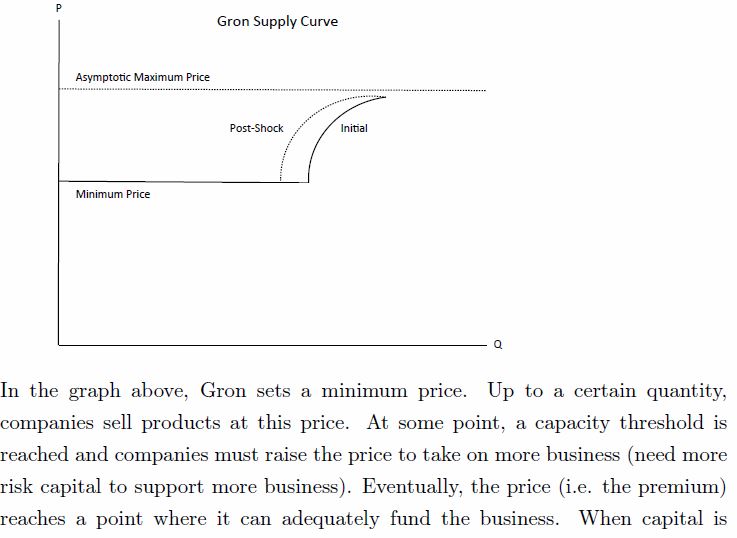 P
Gron Supply Curve
Asymptotic Maximum Price
Post-Shock
Initial
Minimum Price
Q
In the graph above, Gron sets a minimum price. Up to a certain quantity,
companies sell products at this price. At some point, a capacity threshold is
reached and companies must raise the price to take on more business (need more
risk capital to support more business). Eventually, the price (i.e. the premium)
reaches a point where it can adequately fund the business. When capital is